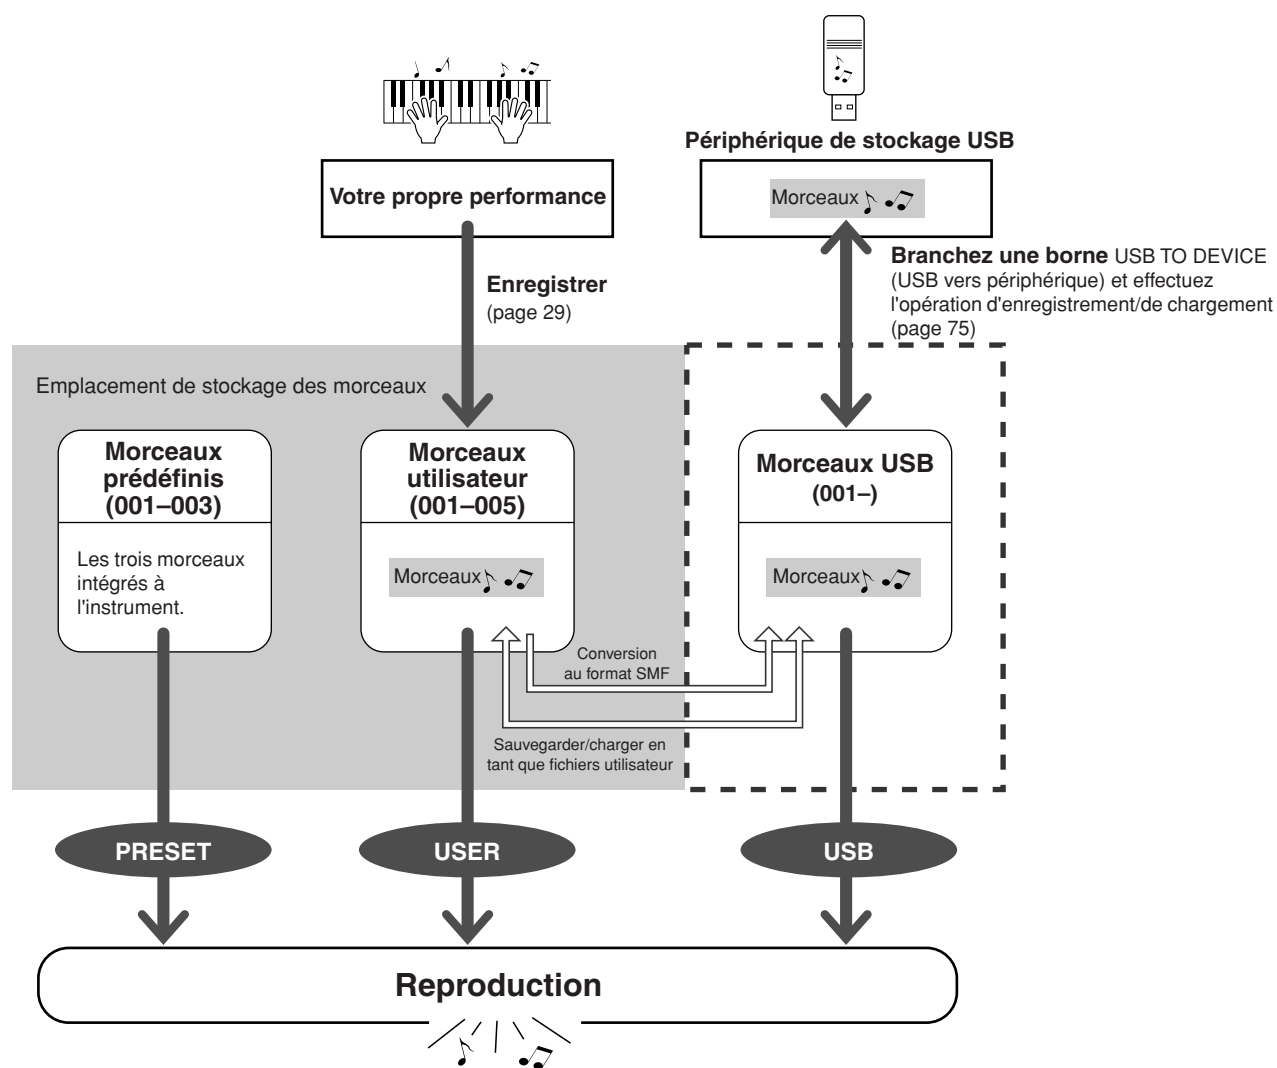 Périphérique de stockage USB
Votre propre performance
Morceaux
Branchez une borne USB TO DEVICE
(USB vers périphérique) et effectuez
l'opération d'enregistrement/de chargement
(page 75)
Enregistrer
(page 29)
Emplacement de stockage des morceaux
Morceaux
prédéfinis
(001–003)
Les trois morceaux
intégrés à
l'instrument.
Morceaux
utilisateur
(001–005)
Morceaux
Morceaux USB
(001–)
Morceaux
Conversion
au format SMF
Sauvegarder/charger en
tant que fichiers utilisateur
PRESET
USER
USB
Reproduction